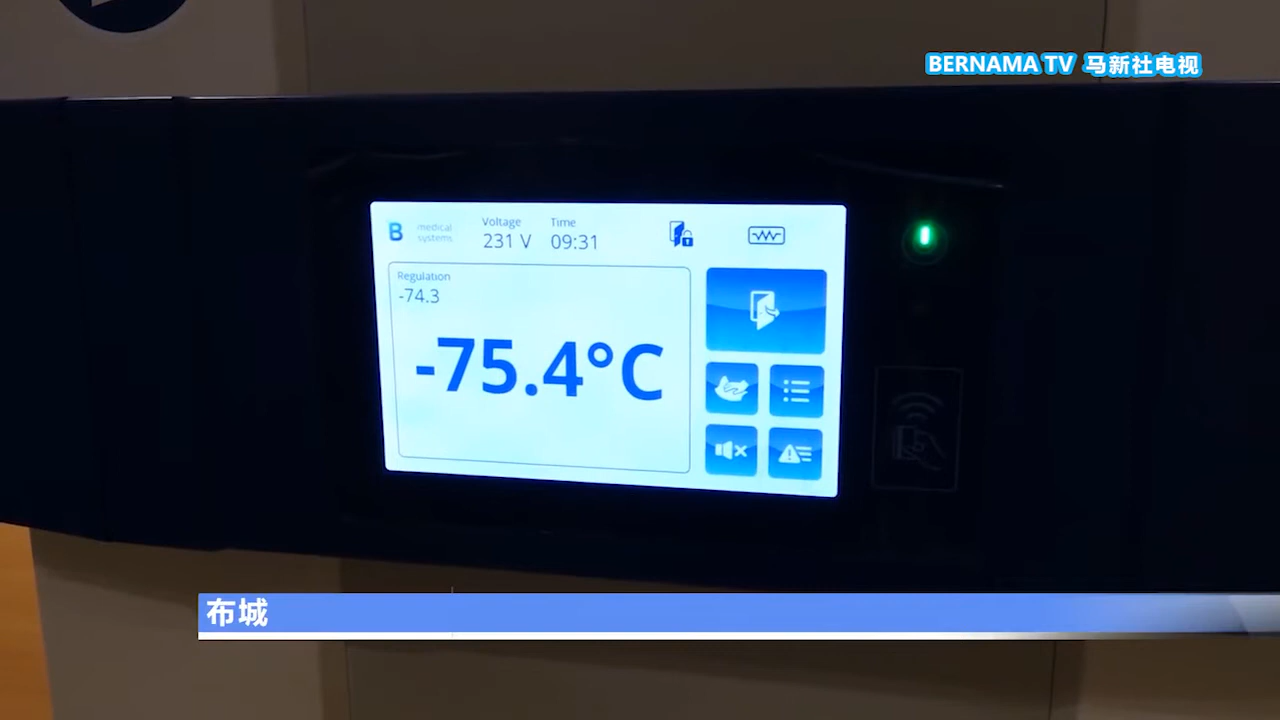 BERNAMA TV 马新社电视
B medical systems
Voltage
231 V
Time
09:31
Regulation
-74.3
-75.4°C
布城